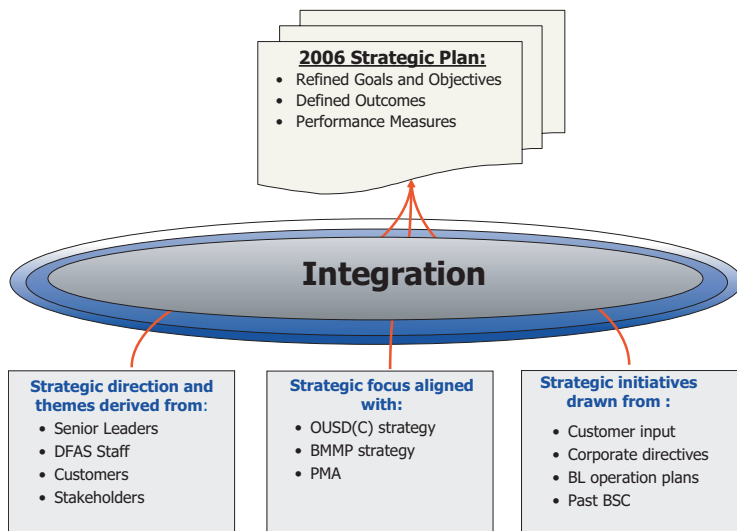 2006 Strategic Plan:
• Refined Goals and Objectives
• Defined Outcomes
• Performance Measures
Integration
Strategic direction and
themes derived from:
• Senior Leaders
• DFAS Staff
• Customers
• Stakeholders
Strategic focus aligned
with:
• OUSD(C) strategy
• BMMP strategy
• PMA
Strategic initiatives
drawn from :
• Customer input
• Corporate directives
• BL operation plans
• Past BSC